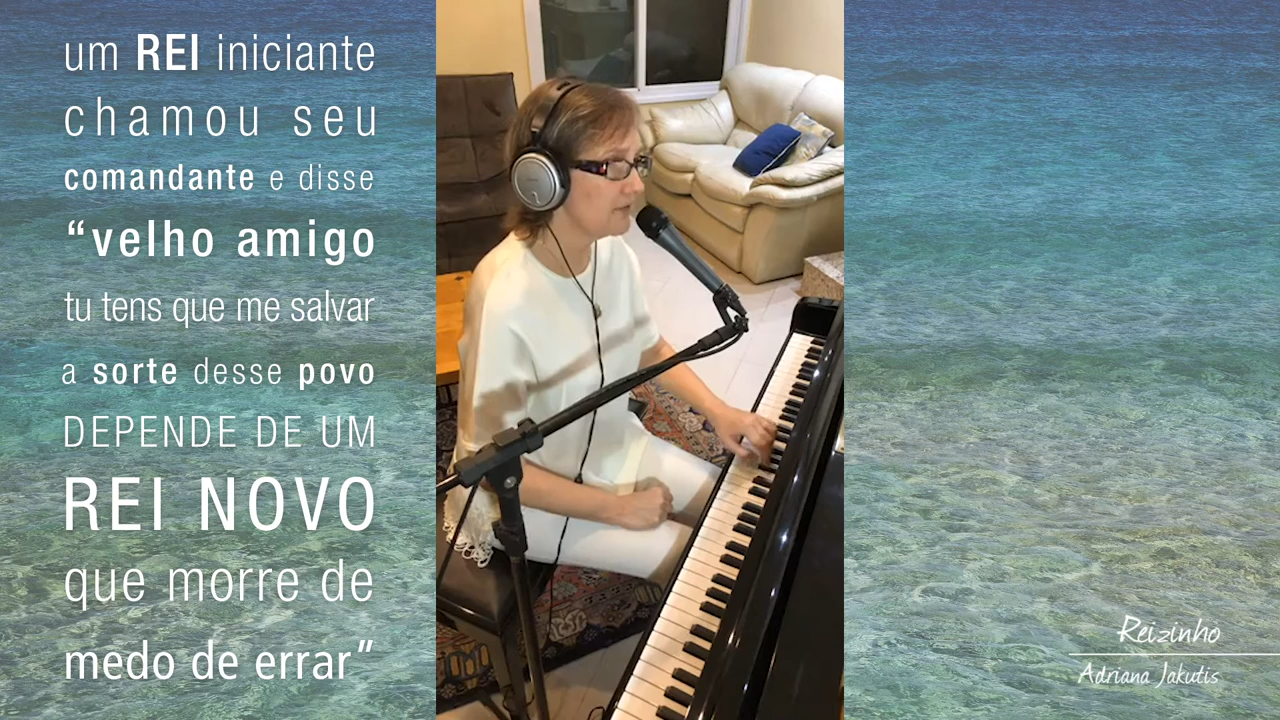 um REI iniciante
chamou seu
comandante e disse
“velho amigo
tu tens que me salvar
a sorte desse povo
DEPENDE DE UM
REI NOVO
que morre de
medo de errar”
Reizinho
Adriana Jakutis